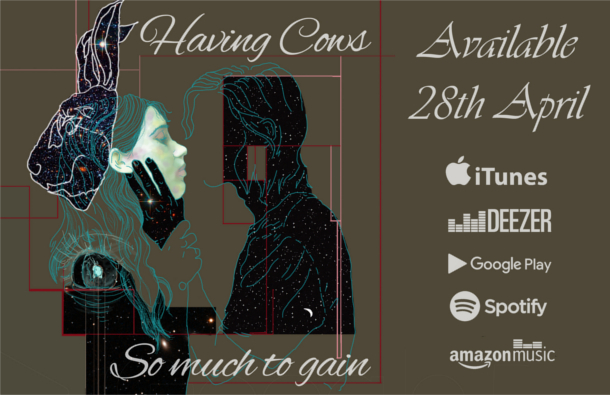 Having Cows
So much to gain
Available
28th April
iTunes
DEEZER
Google Play
Spotify
amazonmusic